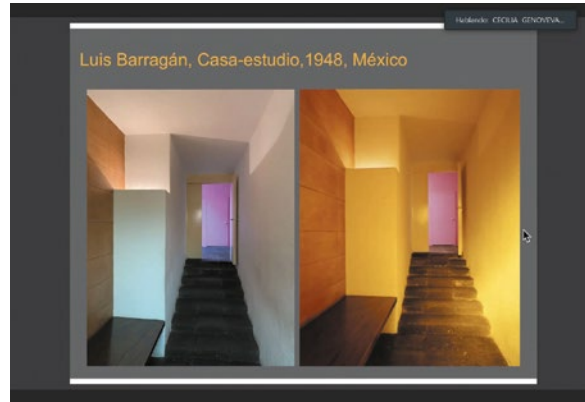 Hablando: CECILIA GENOVEVA...
Luis Barragán, Casa-estudio,1948, México